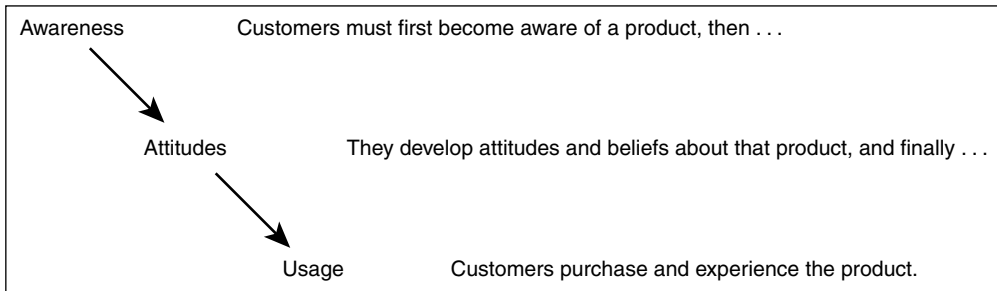 Awareness Customers must first become aware of a product, then . . .
Attitudes They develop attitudes and beliefs about that product, and finally . . .
Usage Customers purchase and experience the product.